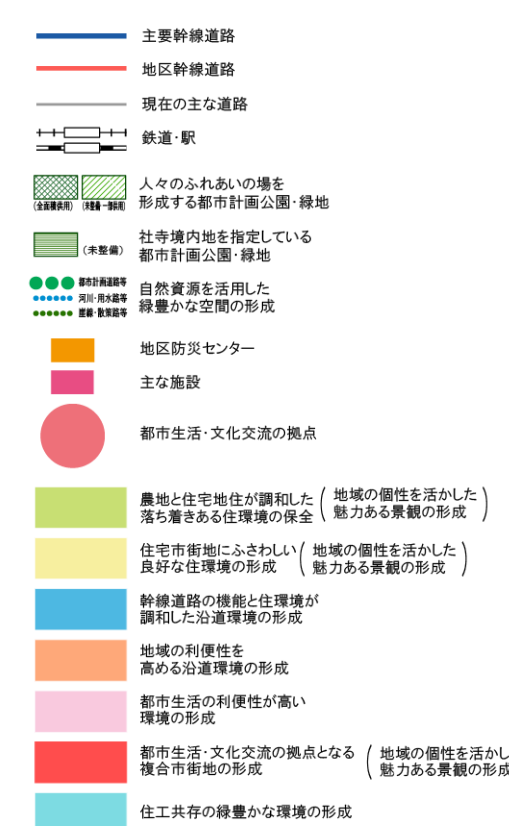 主要幹線道路
地区幹線道路
現在の主な道路
鉄道・駅
人々のふれあいの場を
形成する都市計画公園・緑地
(全面積供用) (未整備・一部供用)
社寺境内地を指定している
都市計画公園・緑地
(未整備)
都市計画道路等
河川・用水路等
崖線・散策路等
自然資源を活用した
緑豊かな空間の形成
地区防災センター
主な施設
都市生活・文化交流の拠点
農地と住宅地住が調和した
落ち着きある住環境の保全
(地域の個性を活かした
魅力ある景観の形成)
住宅市街地にふさわしい
良好な住環境の形成
(地域の個性を活かした
魅力ある景観の形成)
幹線道路の機能と住環境が
調和した沿道環境の形成
地域の利便性を
高める沿道環境の形成
都市生活の利便性が高い
環境の形成
都市生活・文化交流の拠点となる
複合市街地の形成
(地域の個性を活かし
魅力ある景観の形成
住工共存の緑豊かな環境の形成